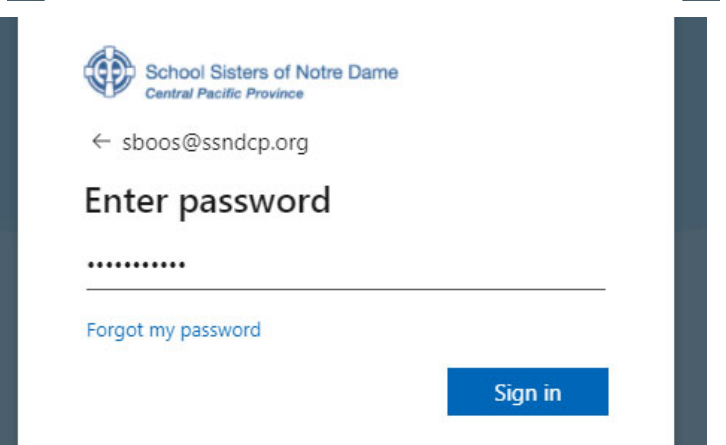 School Sisters of Notre Dame
Central Pacific Province
← sboos@ssndcp.org
Enter password
•••••••••••
Forgot my password
Sign in